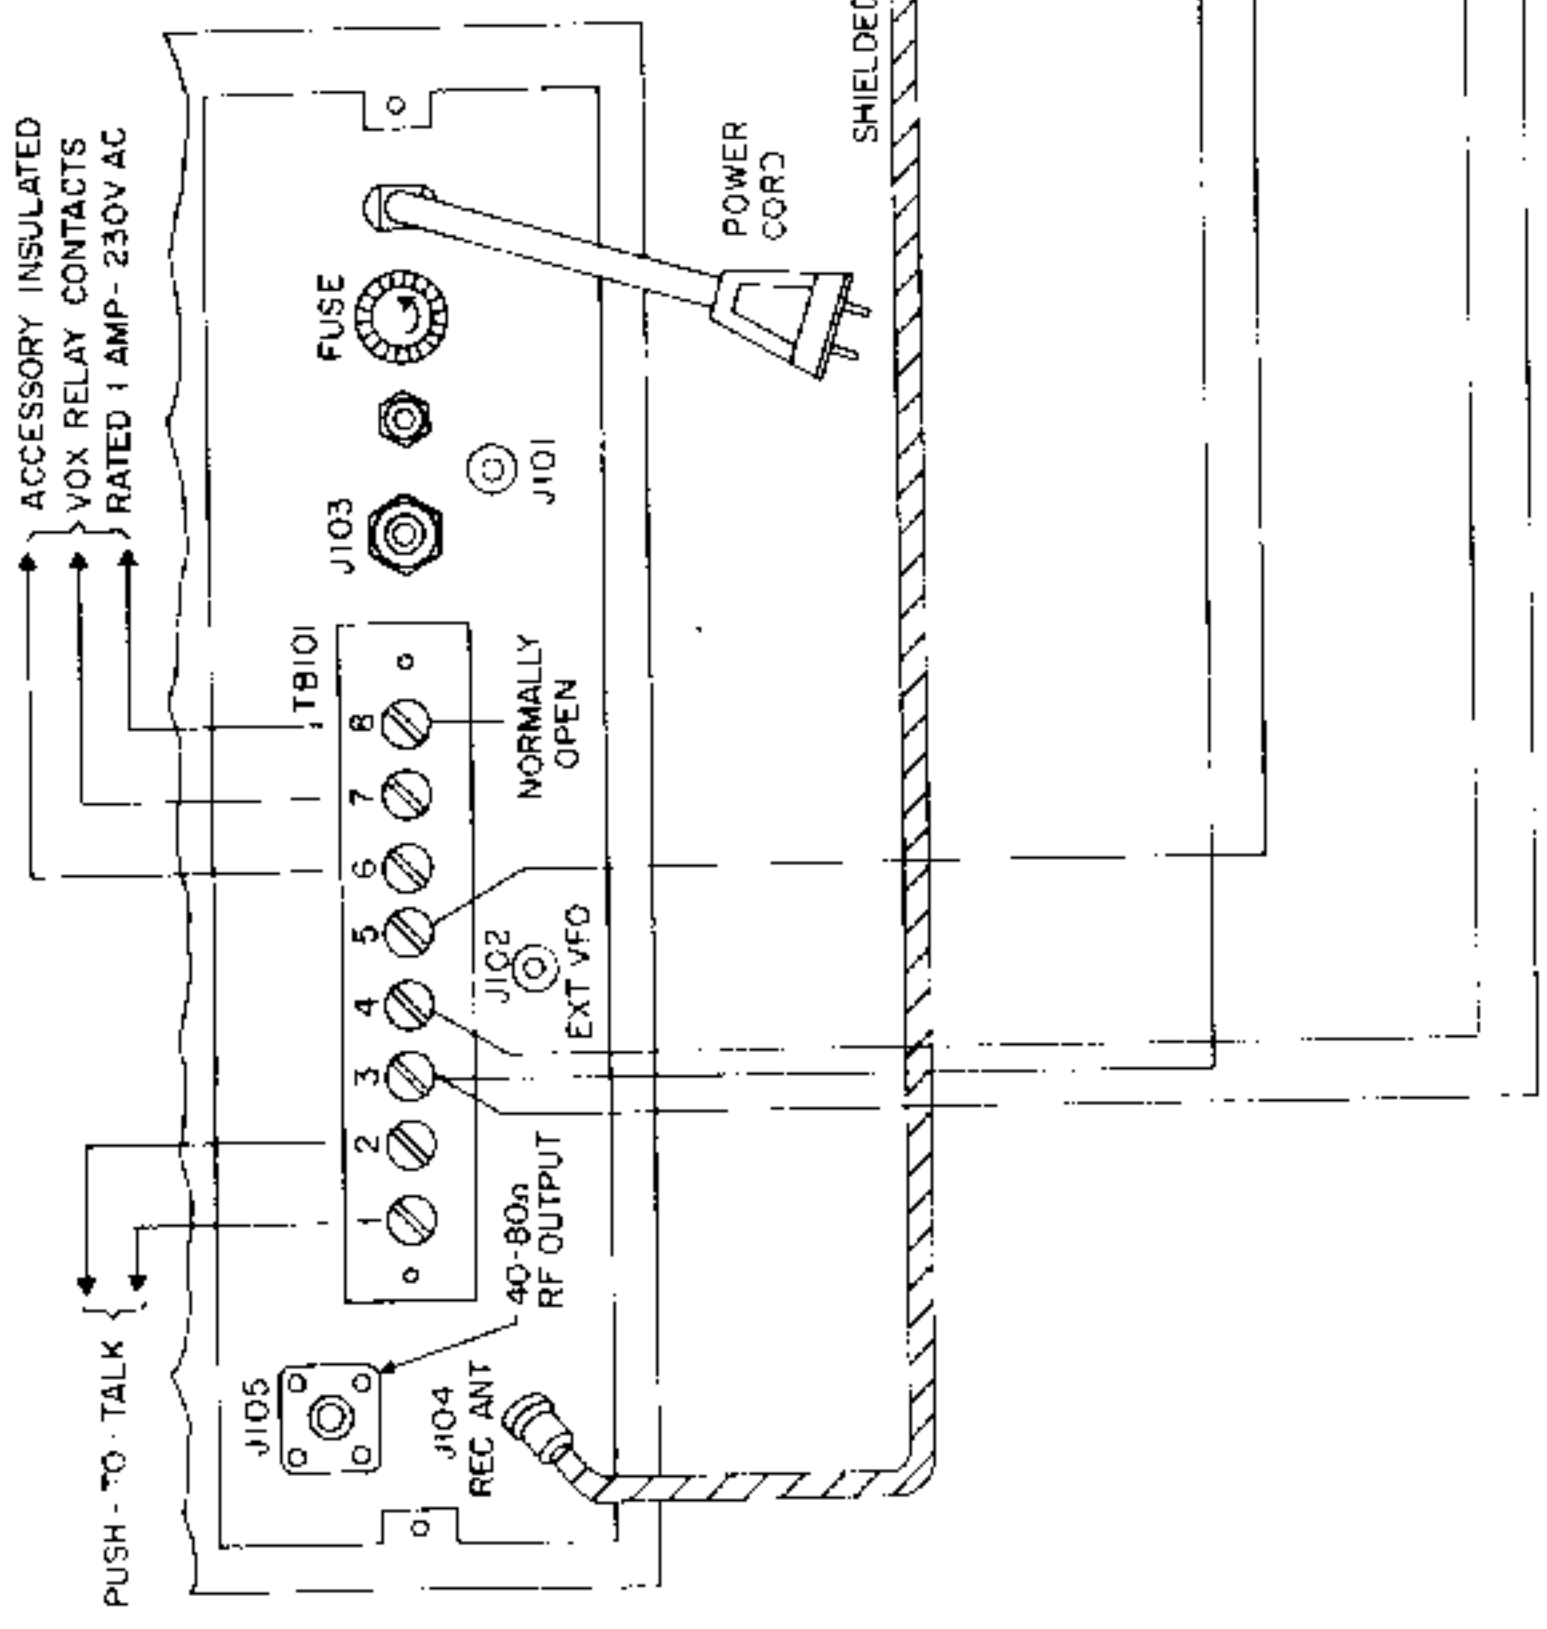 ACCESSORY INSULATED
VOX RELAY CONTACTS
RATED 1 AMP- 230V AC
PUSH-TO-TALK
J105
TB101
1
2
3
4
5
6
7
8
J103
FUSE
J104
REC ANT
40-80Ω
RF OUTPUT
J102
EXT VFO
NORMALLY
OPEN
J101
POWER
CORD
SHIELDED